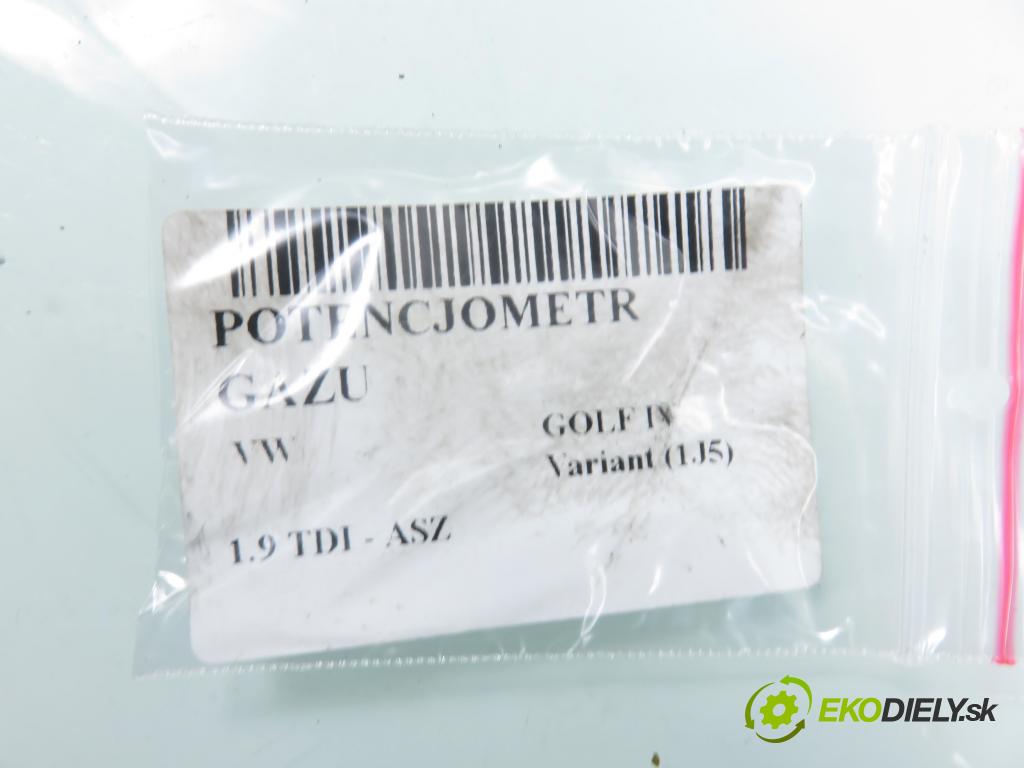 POTENCJOMETR
GAZU
VW
GOLF IV
Variant (1J5)
1.9 TDI - ASZ
EKODIELY.sk